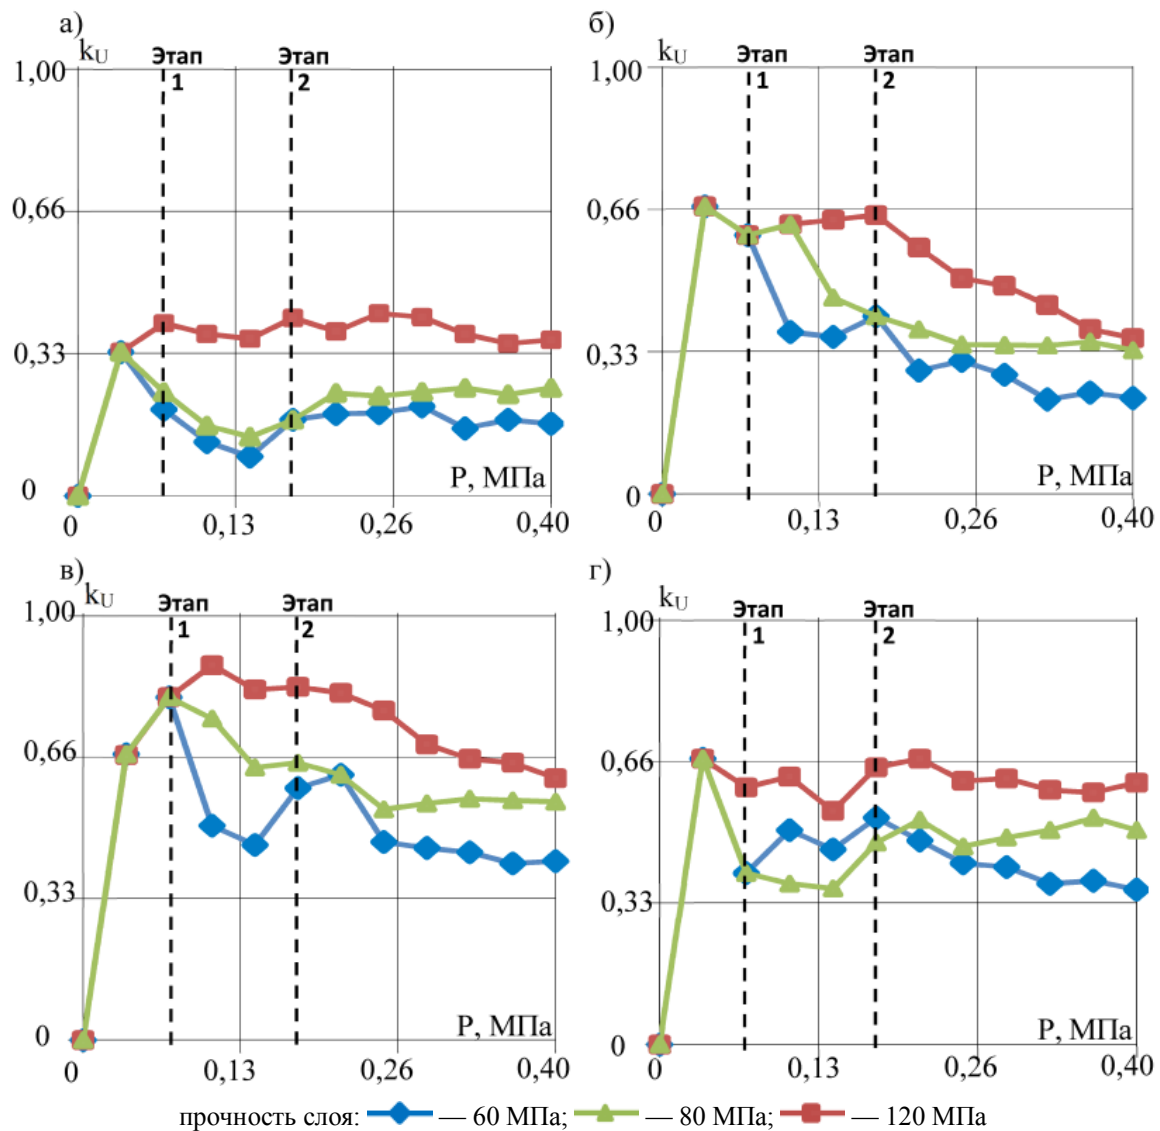 а)
k_U
Этап
1
Этап
2
1,00
0,66
0,33
0
P, МПа
0
0,13
0,26
0,40
б)
k_U
Этап
1
Этап
2
1,00
0,66
0,33
0
P, МПа
0
0,13
0,26
0,40
в)
k_U
Этап
1
Этап
2
1,00
0,66
0,33
0
P, МПа
0
0,13
0,26
0,40
г)
k_U
Этап
1
Этап
2
1,00
0,66
0,33
0
P, МПа
0
0,13
0,26
0,40
прочность слоя: — 60 МПа; — 80 МПа; — 120 МПа